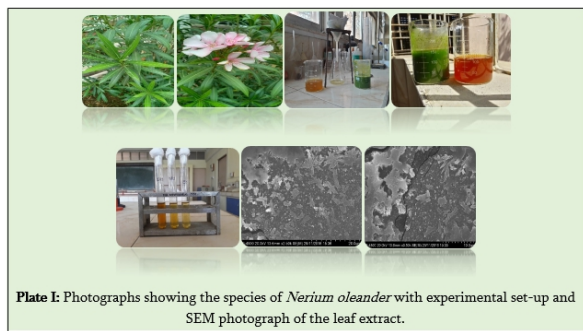 Plate I: Photographs showing the species of Nerium oleander with experimental set-up and
SEM photograph of the leaf extract.